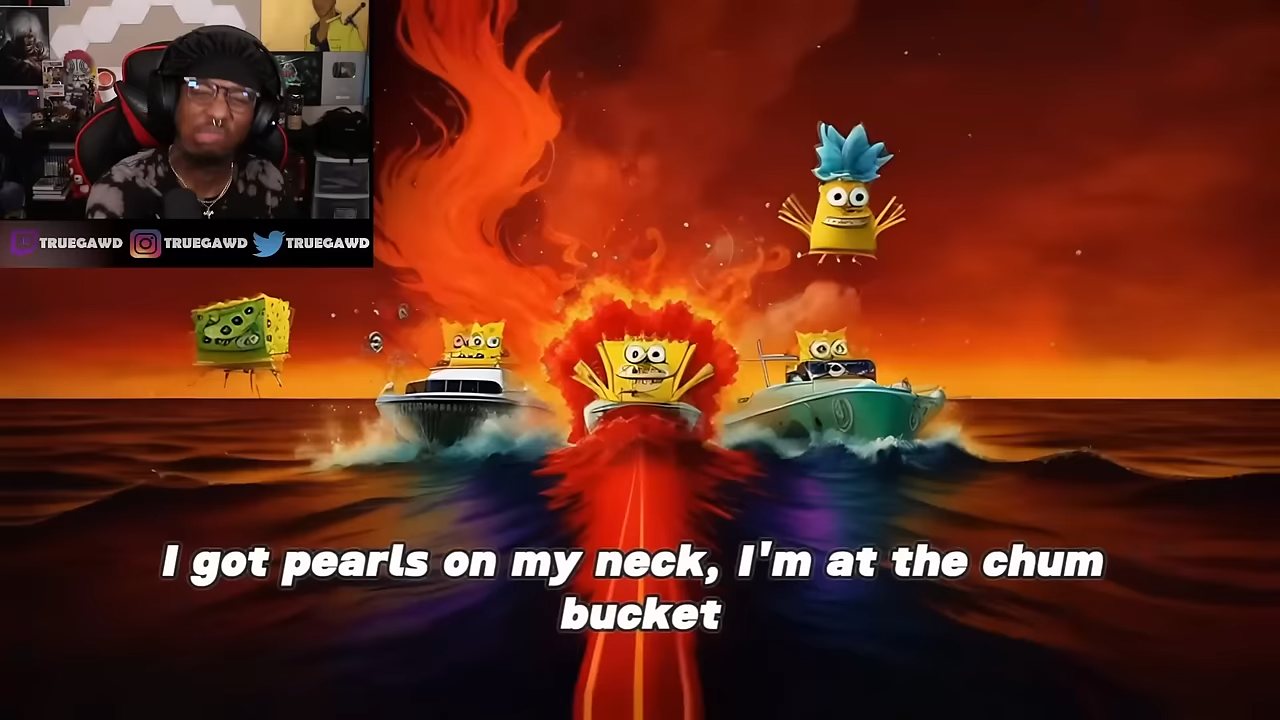 TRUEGAWD TRUEGAWD TRUEGAWD
I got pearls on my neck, I'm at the chum
bucket